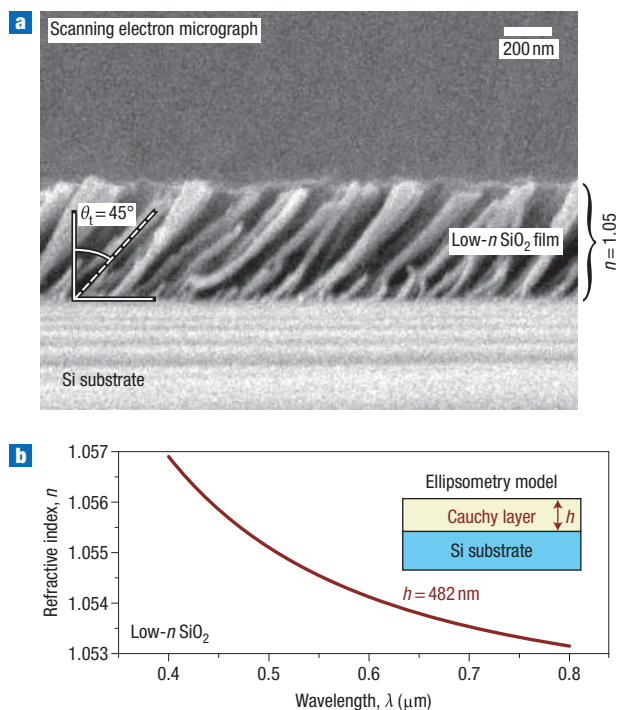 a
Scanning electron micrograph
200 nm
θt = 45°
Low-n SiO2 film
n = 1.05
Si substrate
b
1.057
1.056
1.055
1.054
1.053
Refractive index, n
Ellipsometry model
Cauchy layer
h
Si substrate
h = 482 nm
Low-n SiO2
0.4 0.5 0.6 0.7 0.8
Wavelength, λ (μm)